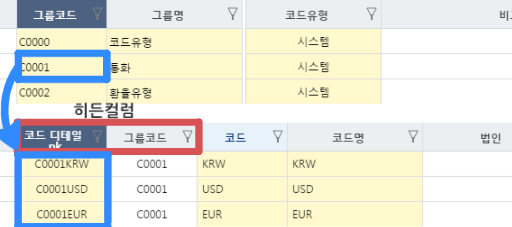 그룹코드 그룹명 코드유형
C0000 코드유형 시스템
C0001 통화 시스템
C0002 환율유형 시스템
히든컬럼
코드 디테일 pk 그룹코드 코드 코드명 법인
C0001KRW C0001 KRW KRW
C0001USD C0001 USD USD
C0001EUR C0001 EUR EUR